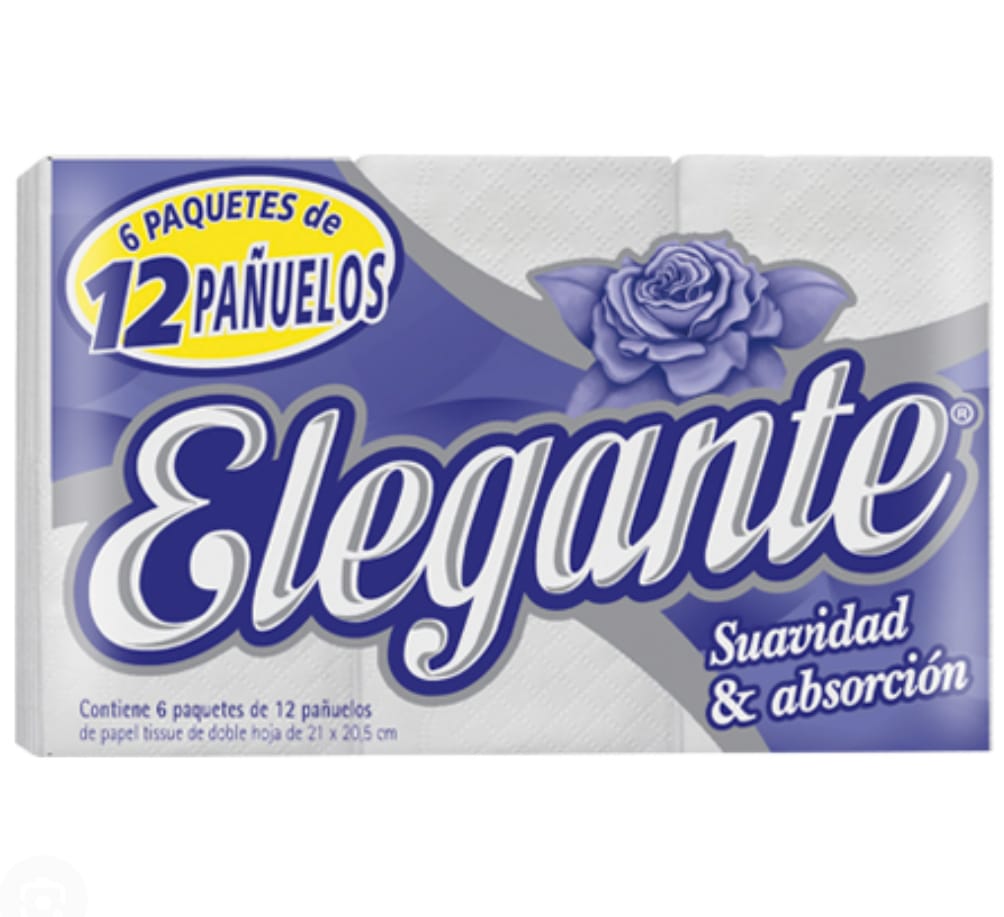 6 PAQUETES de
12 PAÑUELOS
Elegante®
Suavidad
& absorción
Contiene 6 paquetes de 12 pañuelos
de papel tissue de doble hoja de 21 x 20,5 cm